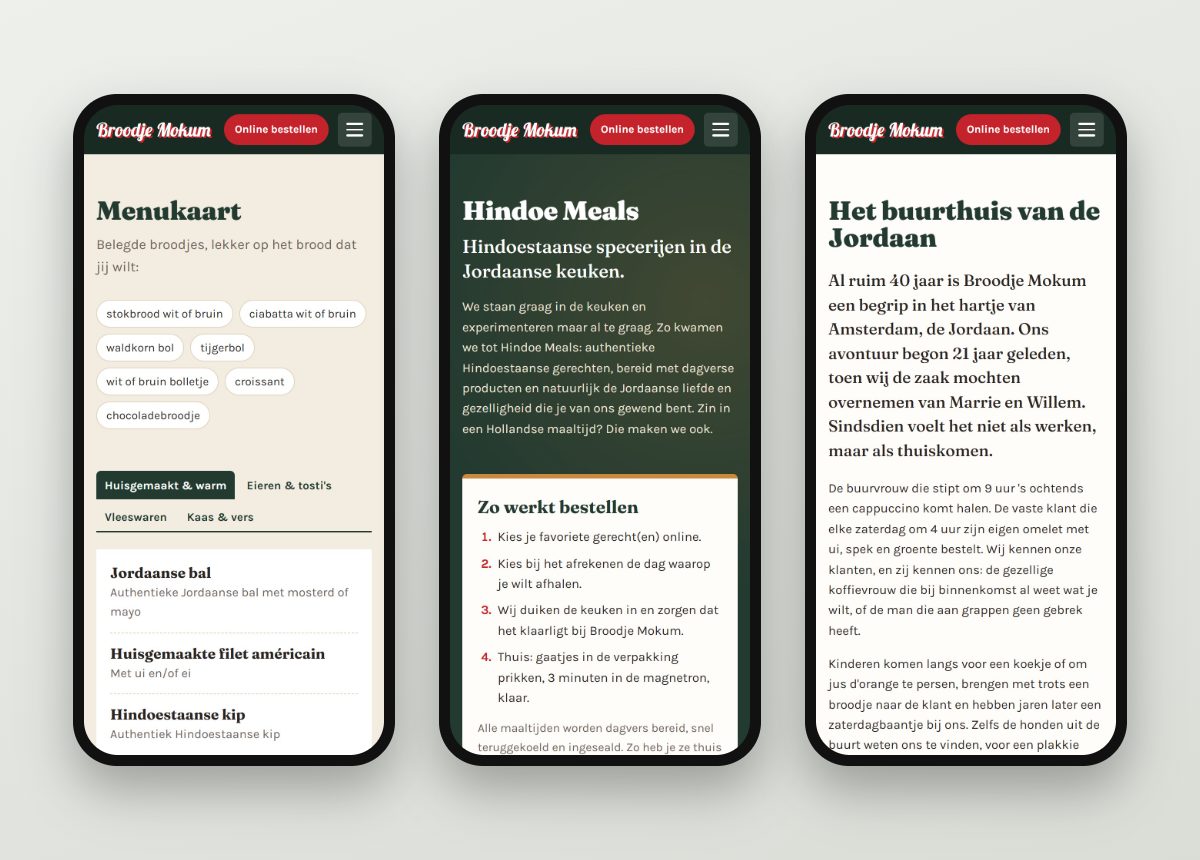 Broodje Mokum
Online bestellen
Menukaart
Belegde broodjes, lekker op het brood dat
jij wilt:
stokbrood wit of bruin
ciabatta wit of bruin
waldkorn bol
tijgerbol
wit of bruin bolletje
croissant
chocoladebroodje
Huisgemaakt & warm
Eieren & tosti's
Vleeswaren
Kaas & vers
Jordaanse bal
Authentieke Jordaanse bal met mosterd of
mayo
Huisgemaakte filet américain
Met ui en/of ei
Hindoestaanse kip
Authentiek Hindoestaanse kip
Broodje Mokum
Online bestellen
Hindoe Meals
Hindoestaanse specerijen in de
Jordaanse keuken.
We staan graag in de keuken en
experimenteren maar al te graag. Zo kwamen
we tot Hindoe Meals: authentieke
Hindoestaanse gerechten, bereid met dagverse
producten en natuurlijk de Jordaanse liefde en
gezelligheid die je van ons gewend bent. Zin in
een Hollandse maaltijd? Die maken we ook.
Zo werkt bestellen
1. Kies je favoriete gerecht(en) online.
2. Kies bij het afrekenen de dag waarop
je wilt afhalen.
3. Wij duiken de keuken in en zorgen dat
het klaarligt bij Broodje Mokum.
4. Thuis: gaatjes in de verpakking
prikken, 3 minuten in de magnetron,
klaar.
Alle maaltijden worden dagvers bereid, snel
teruggekoeld en ingeseald. Zo heb je ze thuis
Broodje Mokum
Online bestellen
Het buurthuis van de
Jordaan
Al ruim 40 jaar is Broodje Mokum
een begrip in het hartje van
Amsterdam, de Jordaan. Ons
avontuur begon 21 jaar geleden,
toen wij de zaak mochten
overnemen van Marrie en Willem.
Sindsdien voelt het niet als werken,
maar als thuiskomen.
De buurvrouw die stipt om 9 uur 's ochtends
een cappuccino komt halen. De vaste klant die
elke zaterdag om 4 uur zijn eigen omelet met
ui, spek en groente bestelt. Wij kennen onze
klanten, en zij kennen ons: de gezellige
koffievrouw die bij binnenkomst al weet wat je
wilt, of de man die aan grappen geen gebrek
heeft.
Kinderen komen langs voor een koekje of om
jus d'orange te persen, brengen met trots een
broodje naar de klant en hebben jaren later een
zaterdagbaantje bij ons. Zelfs de honden uit de
buurt weten ons te vinden, voor een plakkie